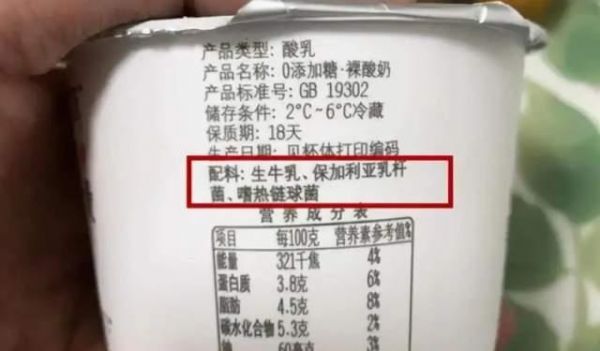 产品类型: 酸乳
产品名称: 0添加糖·裸酸奶
产品标准号: GB 19302
储存条件: 2℃~6℃冷藏
保质期: 18天
生产日期: 见杯体打印编码
配料: 生牛乳、保加利亚乳杆
菌、嗜热链球菌
营养成分表
项目 每100克 营养素参考值%
能量 321千焦 4%
蛋白质 3.8克 6%
脂肪 4.5克 8%
碳水化合物 5.3克 2%
钠 60毫克 3%